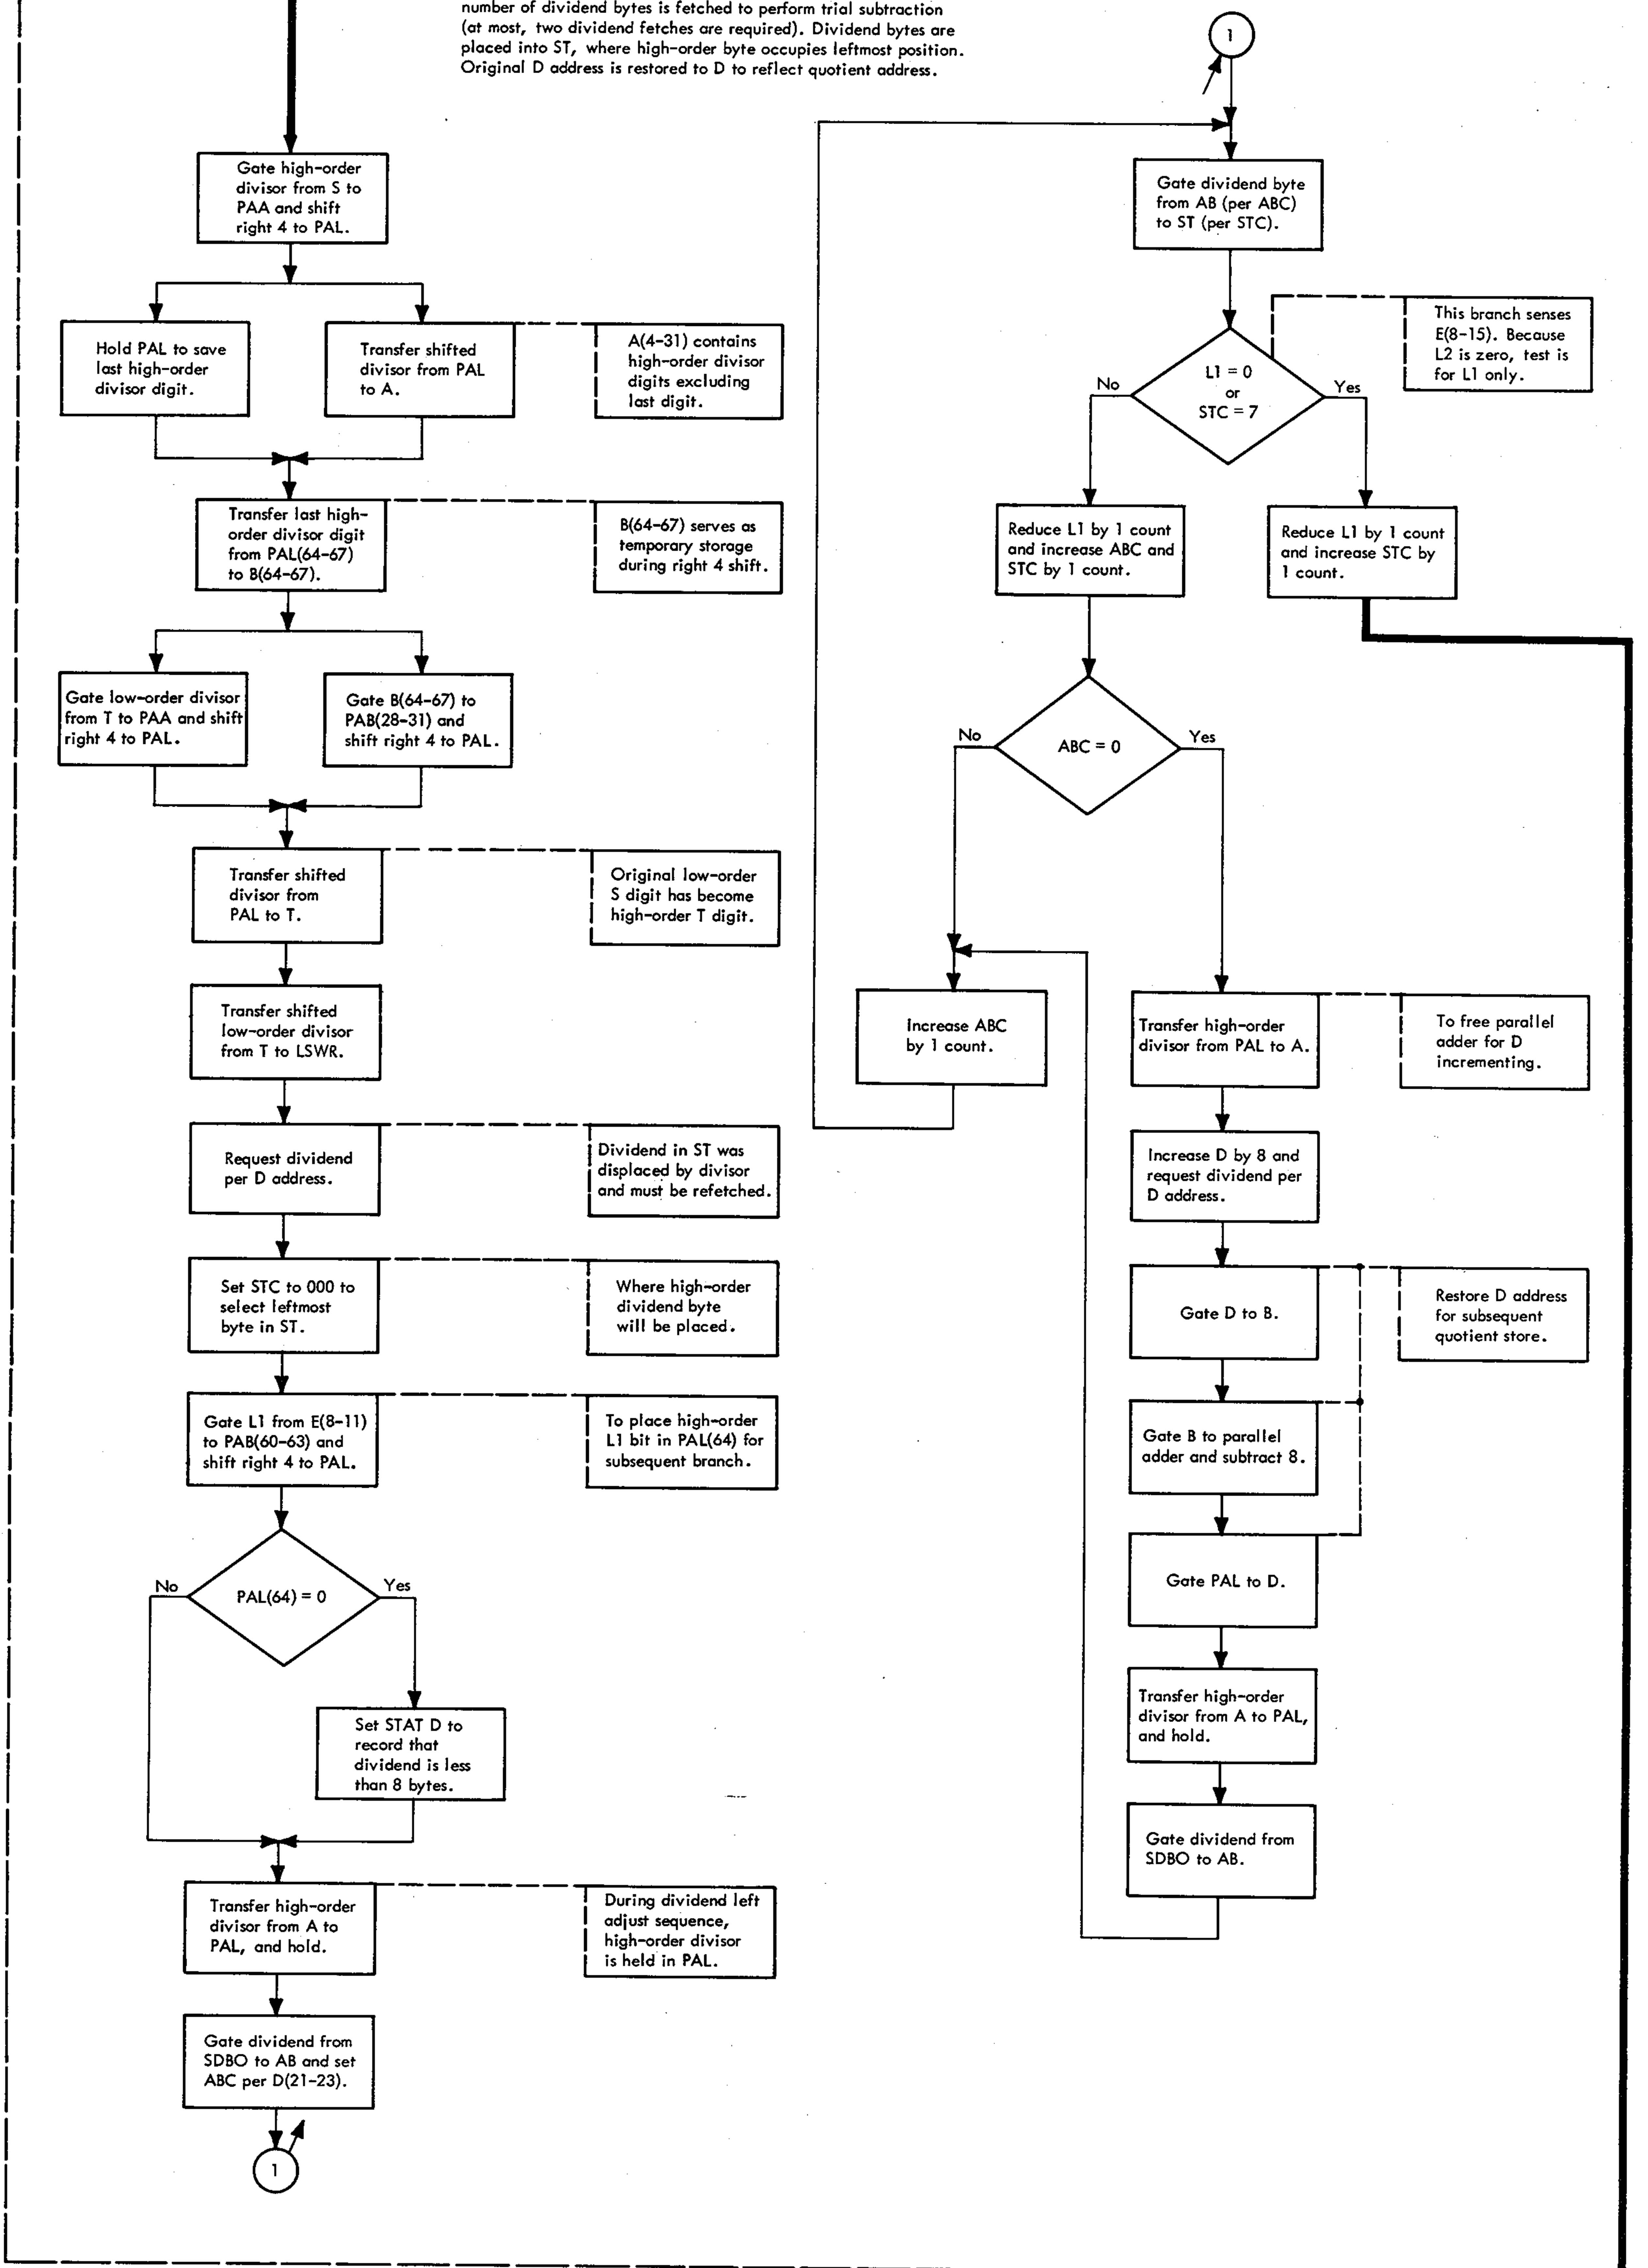 number of dividend bytes is fetched to perform trial subtraction
(at most, two dividend fetches are required). Dividend bytes are
placed into ST, where high-order byte occupies leftmost position.
Original D address is restored to D to reflect quotient address.
Gate high-order
divisor from S to
PAA and shift
right 4 to PAL.
Hold PAL to save
last high-order
divisor digit.
Transfer shifted
divisor from PAL
to A.
A(4-31) contains
high-order divisor
digits excluding
last digit.
Transfer last high-
order divisor digit
from PAL(64-67)
to B(64-67).
B(64-67) serves as
temporary storage
during right 4 shift.
Gate low-order divisor
from T to PAA and shift
right 4 to PAL.
Gate B(64-67) to
PAB(28-31) and
shift right 4 to PAL.
Transfer shifted
divisor from
PAL to T.
Original low-order
S digit has become
high-order T digit.
Transfer shifted
low-order divisor
from T to LSWR.
Request dividend
per D address.
Dividend in ST was
displaced by divisor
and must be refetched.
Set STC to 000 to
select leftmost
byte in ST.
Where high-order
dividend byte
will be placed.
Gate L1 from E(8-11)
to PAB(60-63) and
shift right 4 to PAL.
To place high-order
L1 bit in PAL(64) for
subsequent branch.
No
PAL(64) = 0
Yes
Set STAT D to
record that
dividend is less
than 8 bytes.
Transfer high-order
divisor from A to
PAL, and hold.
During dividend left
adjust sequence,
high-order divisor
is held in PAL.
Gate dividend from
SDBO to AB and set
ABC per D(21-23).
1
1
Gate dividend byte
from AB (per ABC)
to ST (per STC).
This branch senses
E(8-15). Because
L2 is zero, test is
for L1 only.
No
L1 = 0
or
STC = 7
Yes
Reduce L1 by 1 count
and increase ABC and
STC by 1 count.
Reduce L1 by 1 count
and increase STC by
1 count.
No
ABC = 0
Yes
Increase ABC
by 1 count.
Transfer high-order
divisor from PAL to A.
To free parallel
adder for D
incrementing.
Increase D by 8 and
request dividend per
D address.
Gate D to B.
Restore D address
for subsequent
quotient store.
Gate B to parallel
adder and subtract 8.
Gate PAL to D.
Transfer high-order
divisor from A to PAL,
and hold.
Gate dividend from
SDBO to AB.